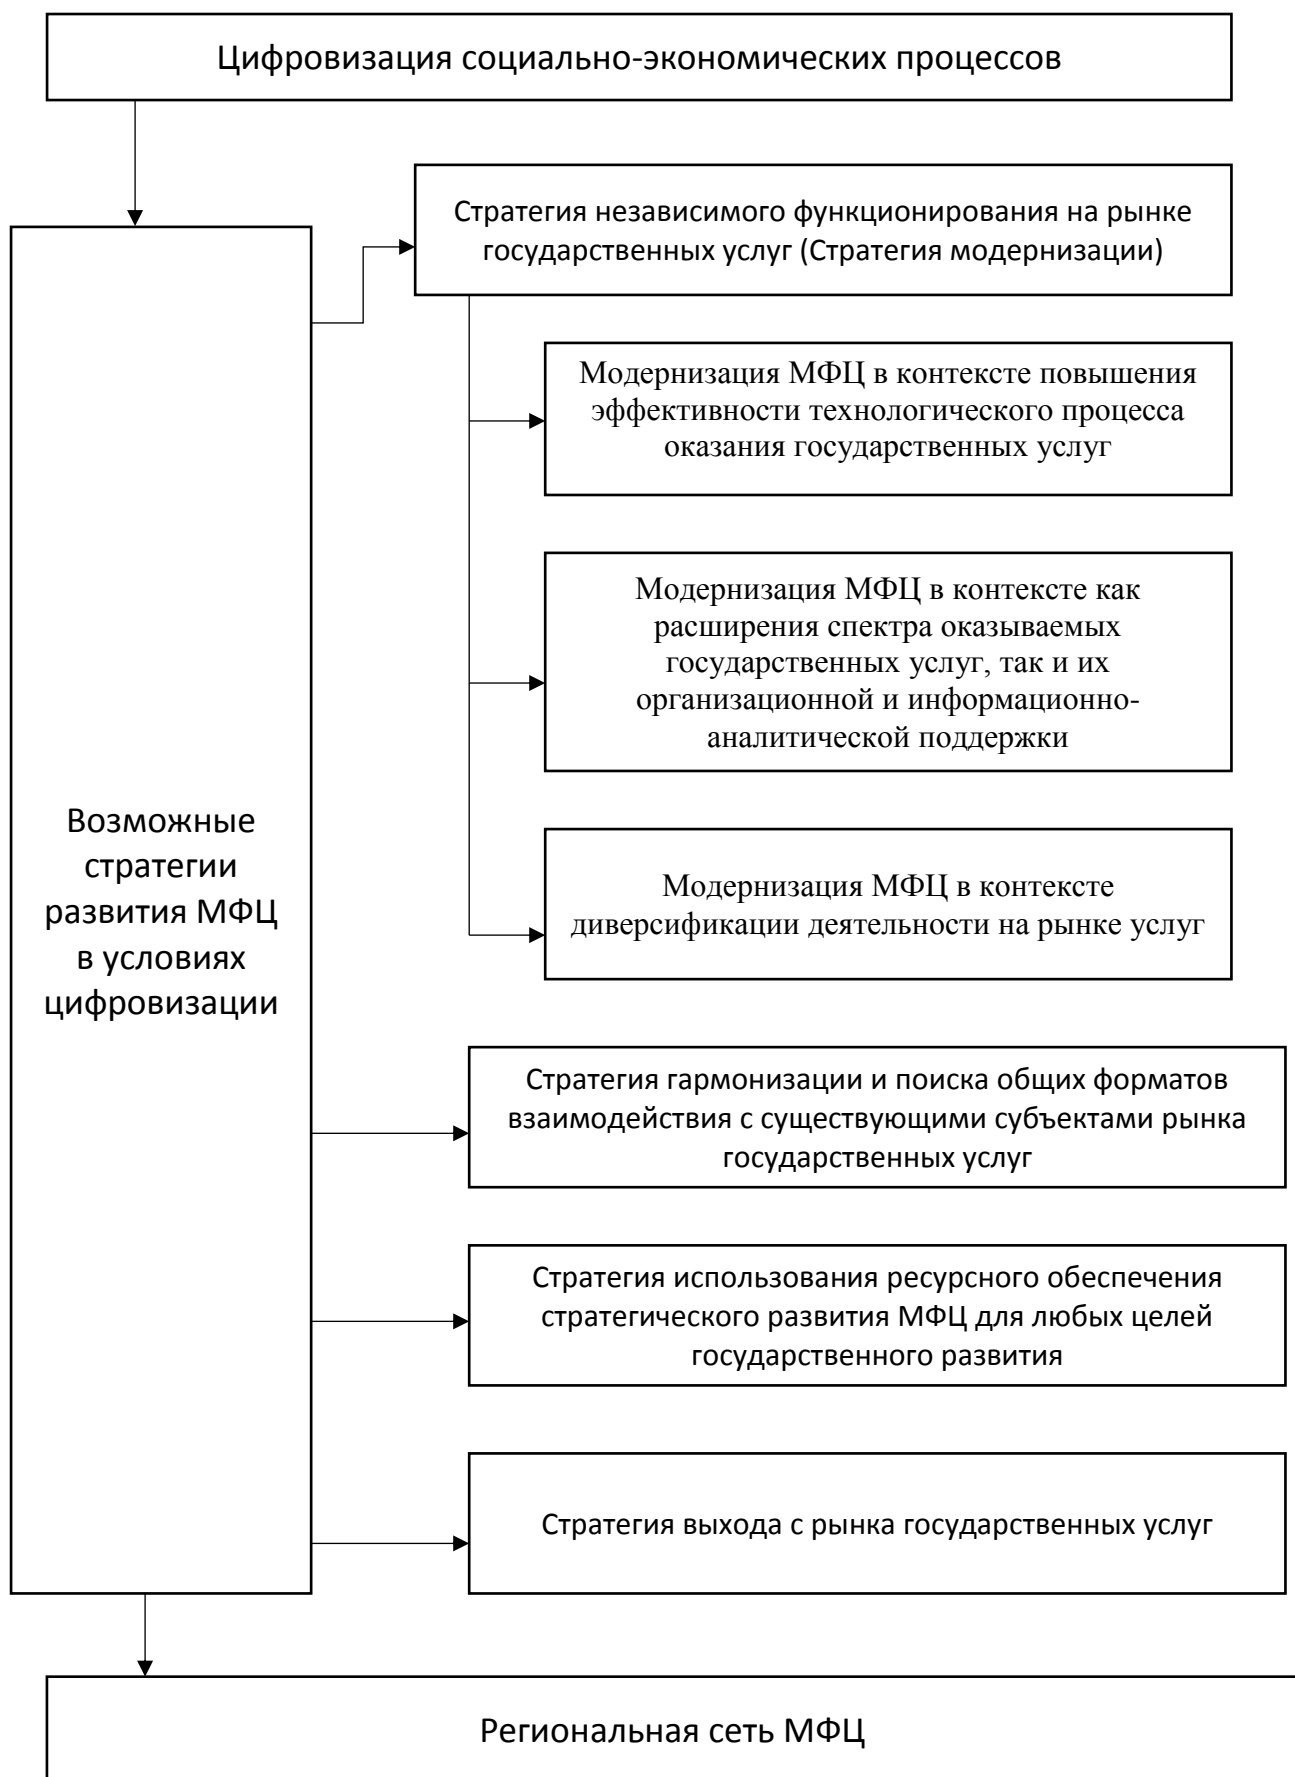 Цифровизация социально-экономических процессов
Стратегия независимого функционирования на рынке
государственных услуг (Стратегия модернизации)
Модернизация МФЦ в контексте повышения
эффективности технологического процесса
оказания государственных услуг
Модернизация МФЦ в контексте как
расширения спектра оказываемых
государственных услуг, так и их
организационной и информационно-
аналитической поддержки
Модернизация МФЦ в контексте
диверсификации деятельности на рынке услуг
Возможные
стратегии
развития МФЦ
в условиях
цифровизации
Стратегия гармонизации и поиска общих форматов
взаимодействия с существующими субъектами рынка
государственных услуг
Стратегия использования ресурсного обеспечения
стратегического развития МФЦ для любых целей
государственного развития
Стратегия выхода с рынка государственных услуг
Региональная сеть МФЦ